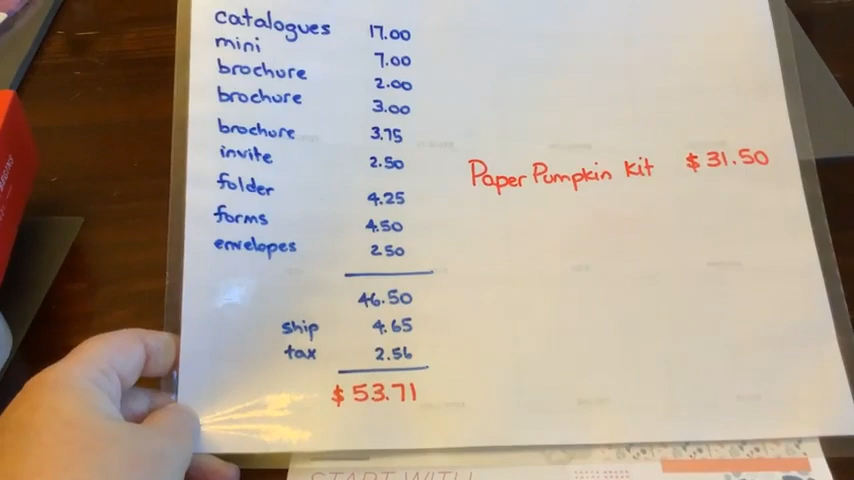 catalogues 17.00
mini 7.00
brochure 2.00
brochure 3.00
brochure 3.75
invite 2.50
folder 4.25
forms 4.50
envelopes 2.50
46.50
ship 4.65
tax 2.56
$53.71
Paper Pumpkin kit $31.50
START WITH